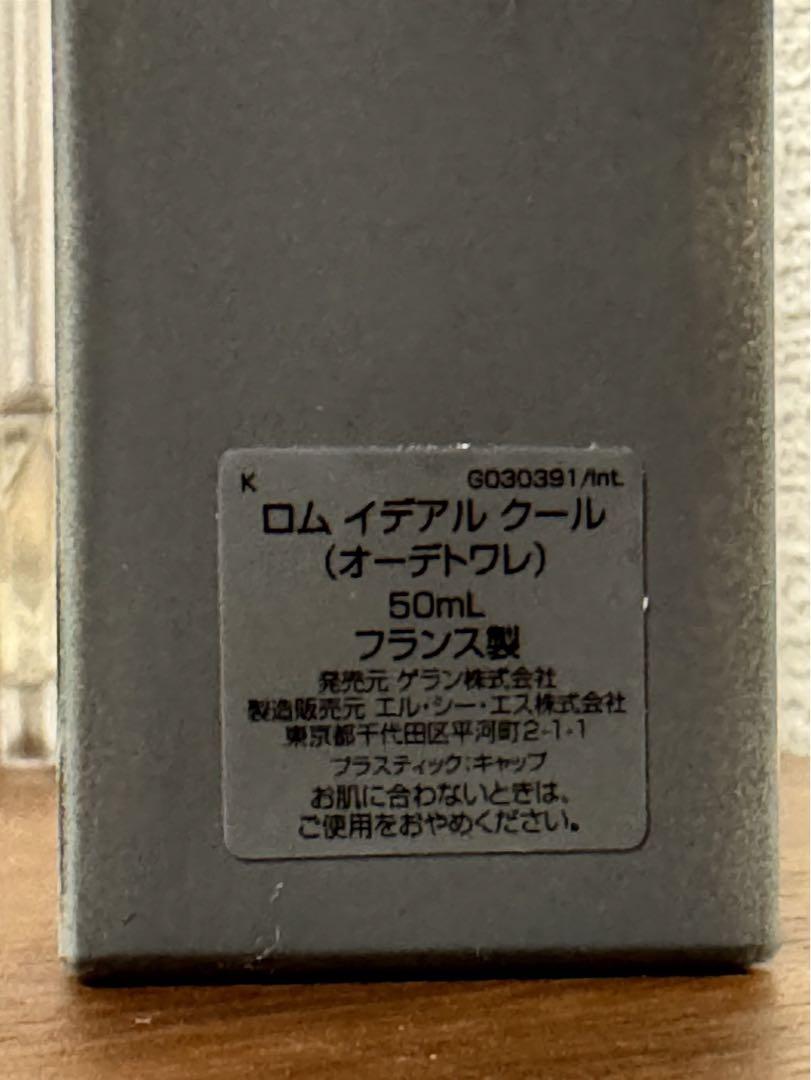 K G030391/Int.
ロム イデアル クール
(オーデトワレ)
50mL
フランス製
発売元 ゲラン株式会社
製造販売元 エル・シー・エス株式会社
東京都千代田区平河町2-1-1
プラスティック:キャップ
お肌に合わないときは、
ご使用をおやめください。